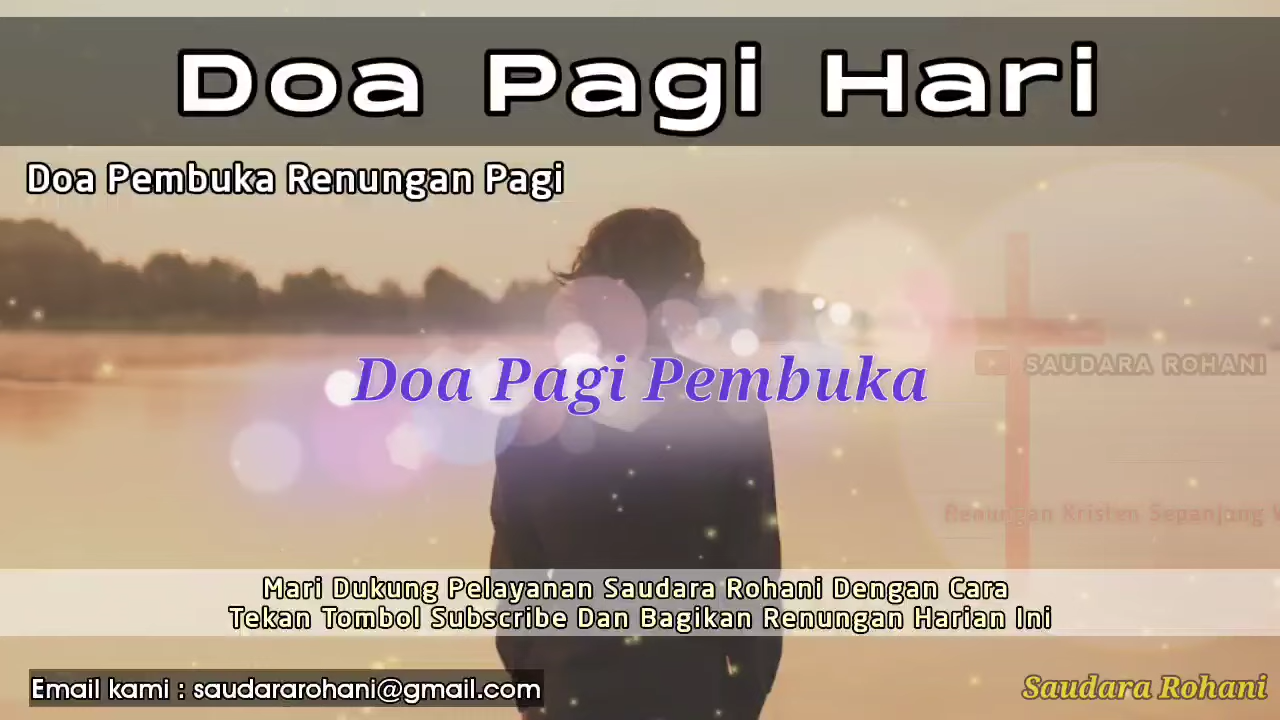 Doa Pagi Hari
Doa Pembuka Renungan Pagi
SAUDARA ROHANI
Doa Pagi Pembuka
Renungan Kristen Sepanjang
Mari Dukung Pelayanan Saudara Rohani Dengan Cara
Tekan Tombol Subscribe Dan Bagikan Renungan Harian Ini
Email kami : saudararohani@gmail.com
Saudara Rohani